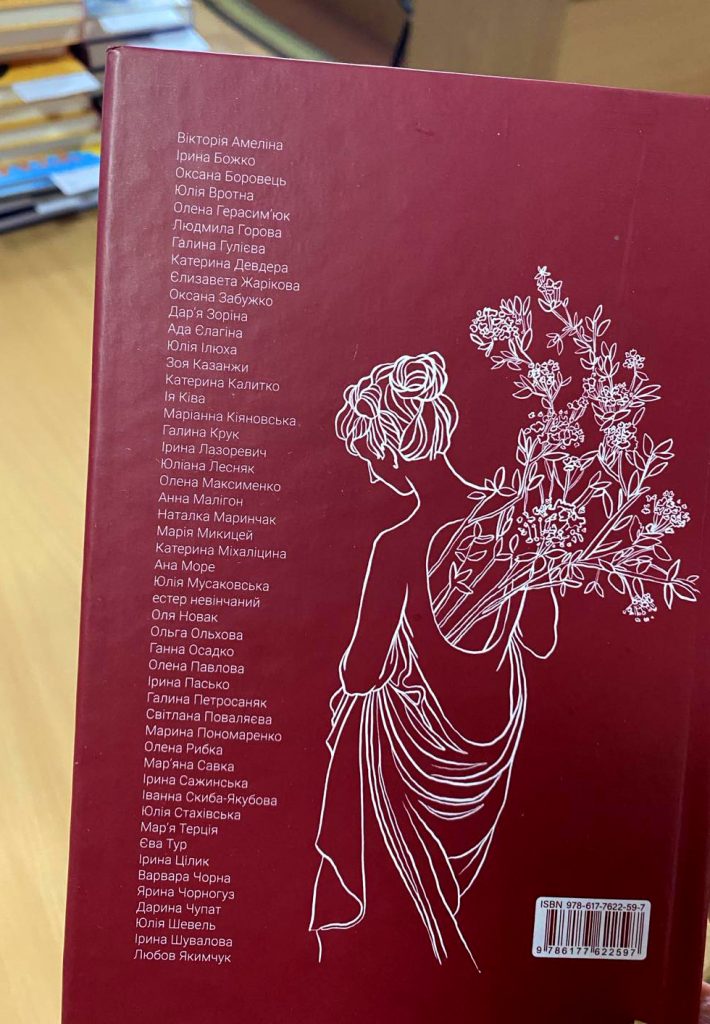 Вікторія Амеліна
Ірина Божко
Оксана Боровець
Юлія Вротна
Олена Герасим'юк
Людмила Горова
Галина Гулієва
Катерина Девдера
Єлизавета Жарікова
Оксана Забужко
Дар'я Зоріна
Ада Єлагіна
Юлія Ілюха
Зоя Казанжи
Катерина Калитко
Ія Ківа
Маріанна Кіяновська
Галина Крук
Ірина Лазоревич
Юліана Лесняк
Олена Максименко
Анна Малігон
Наталка Маринчак
Марія Микицей
Катерина Міхаліцина
Ана Море
Юлія Мусаковська
естер невінчаний
Оля Новак
Ольга Ольхова
Ганна Осадко
Олена Павлова
Ірина Пасько
Галина Петросаняк
Світлана Поваляєва
Марина Пономаренко
Олена Рибка
Мар'яна Савка
Ірина Сажинська
Іванна Скиба-Якубова
Юлія Стахівська
Мар'я Терція
Єва Тур
Ірина Цілик
Варвара Чорна
Ярина Чорногуз
Дарина Чупат
Юлія Шевель
Ірина Шувалова
Любов Якимчук
ISBN 978-617-7622-59-7
9 786177 622597